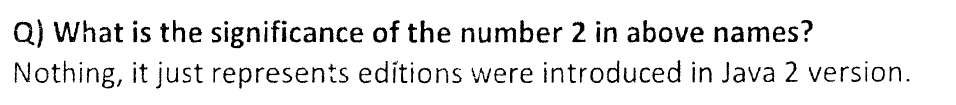 Q) What is the significance of the number 2 in above names?
Nothing, it just represents edítions were introduced in Java 2 version.